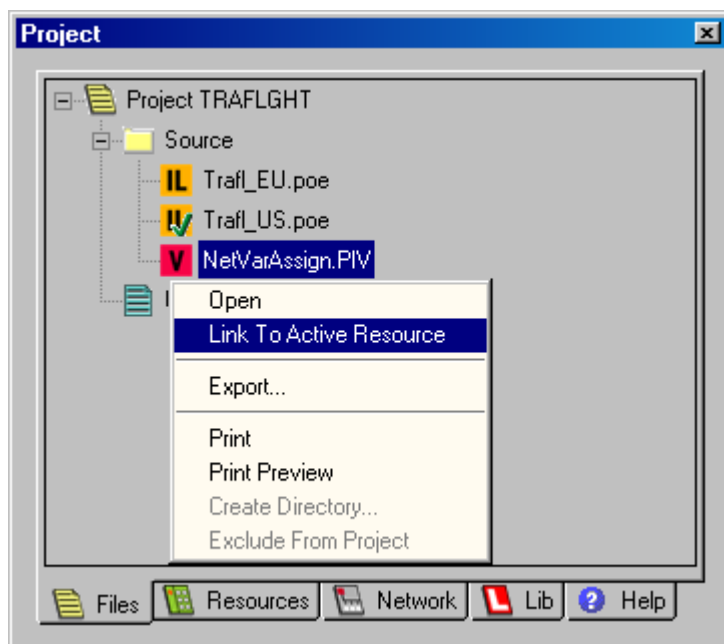 Project
Project TRAFLGHT
Source
IL Trafl_EU.poe
Trafl_US.poe
V NetVarAssign.PIV
Open
Link To Active Resource
Export...
Print
Print Preview
Create Directory...
Exclude From Project
Files Resources Network L Lib ? Help